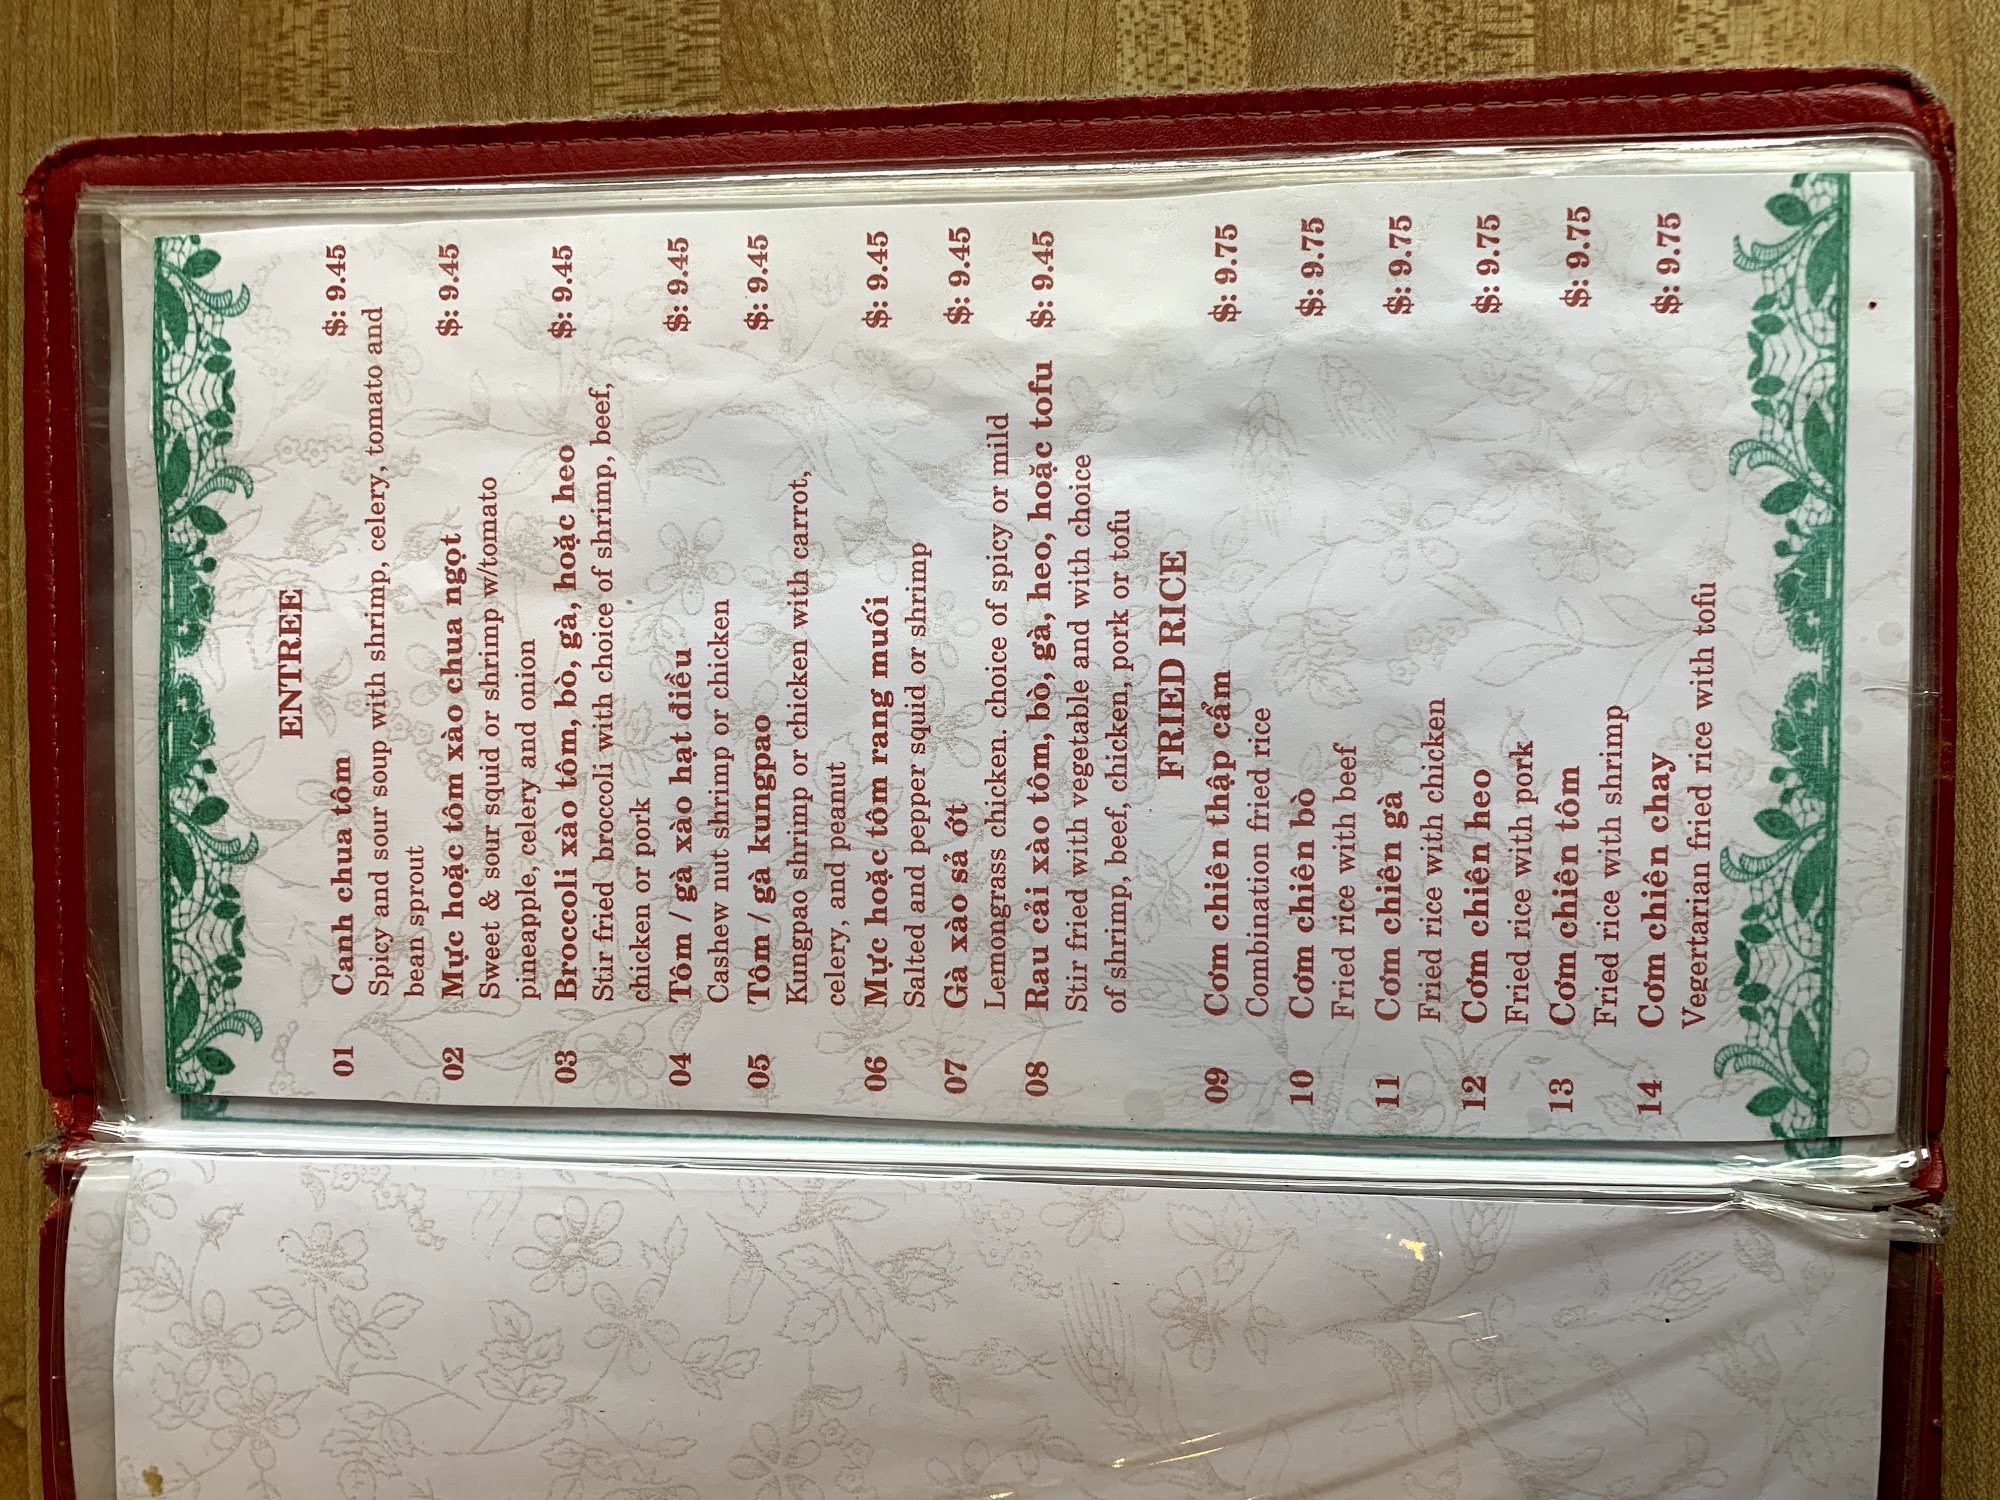 ENTREE
01 Canh chua tôm $: 9.45
Spicy and sour soup with shrimp, celery, tomato and
bean sprout
02 Mực hoặc tôm xào chua ngọt $: 9.45
Sweet & sour squid or shrimp w/tomato
pineapple, celery and onion
03 Broccoli xào tôm, bò, gà, hoặc heo $: 9.45
Stir fried broccoli with choice of shrimp, beef,
chicken or pork
04 Tôm / gà xào hạt điều $: 9.45
Cashew nut shrimp or chicken
05 Tôm / gà kungpao $: 9.45
Kungpao shrimp or chicken with carrot,
celery, and peanut
06 Mực hoặc tôm rang muối $: 9.45
Salted and pepper squid or shrimp
07 Gà xào sả ớt $: 9.45
Lemongrass chicken. choice of spicy or mild
08 Rau cải xào tôm, bò, gà, heo, hoặc tofu $: 9.45
Stir fried with vegetable and with choice
of shrimp, beef, chicken, pork or tofu
FRIED RICE
09 Cơm chiên thập cẩm $: 9.75
Combination fried rice
10 Cơm chiên bò $: 9.75
Fried rice with beef
11 Cơm chiên gà $: 9.75
Fried rice with chicken
12 Cơm chiên heo $: 9.75
Fried rice with pork
13 Cơm chiên tôm $: 9.75
Fried rice with shrimp
14 Cơm chiên chay $: 9.75
Veggertarian fried rice with tofu